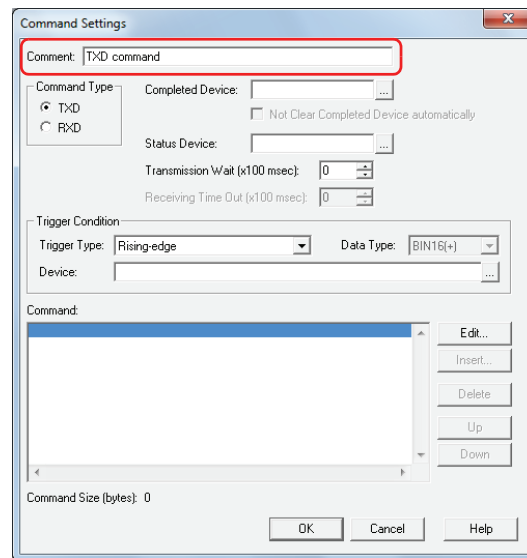 Command Settings
Comment: TXD command
Command Type
TXD
RXD
Completed Device: ...
Not Clear Completed Device automatically
Status Device: ...
Transmission Wait (x100 msec): 0
Receiving Time Out (x100 msec): 0
Trigger Condition
Trigger Type: Rising-edge Data Type: BIN16(+)
Device: ...
Command:
Edit...
Insert...
Delete
Up
Down
Command Size (bytes): 0
OK Cancel Help